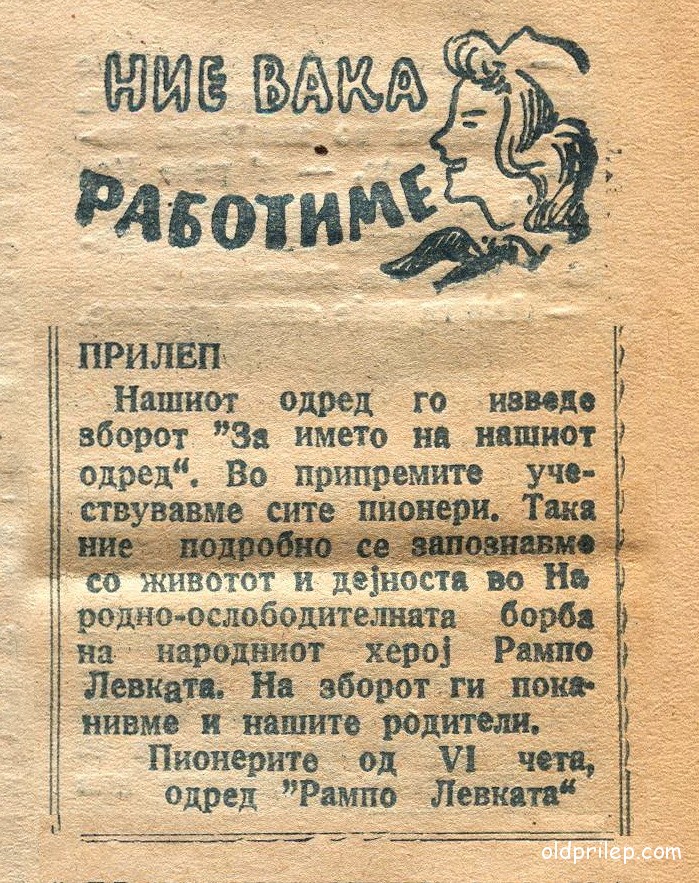 НИЕ ВАКА
РАБОТИМЕ
ПРИЛЕП
Нашиот одред го изведе
зборот "За името на нашиот
одред“. Во припремите уче-
ствувавме сите пионери. Така
ние подробно се запознавме
со животот и дејноста во На
родно-ослободителната борба
на народниот херој Рампо
Левката. На зборот ги пока-
нивме и нашите родители.
Пионерите од VI чета,
одред "Рампо Левката“
oldprilep.com